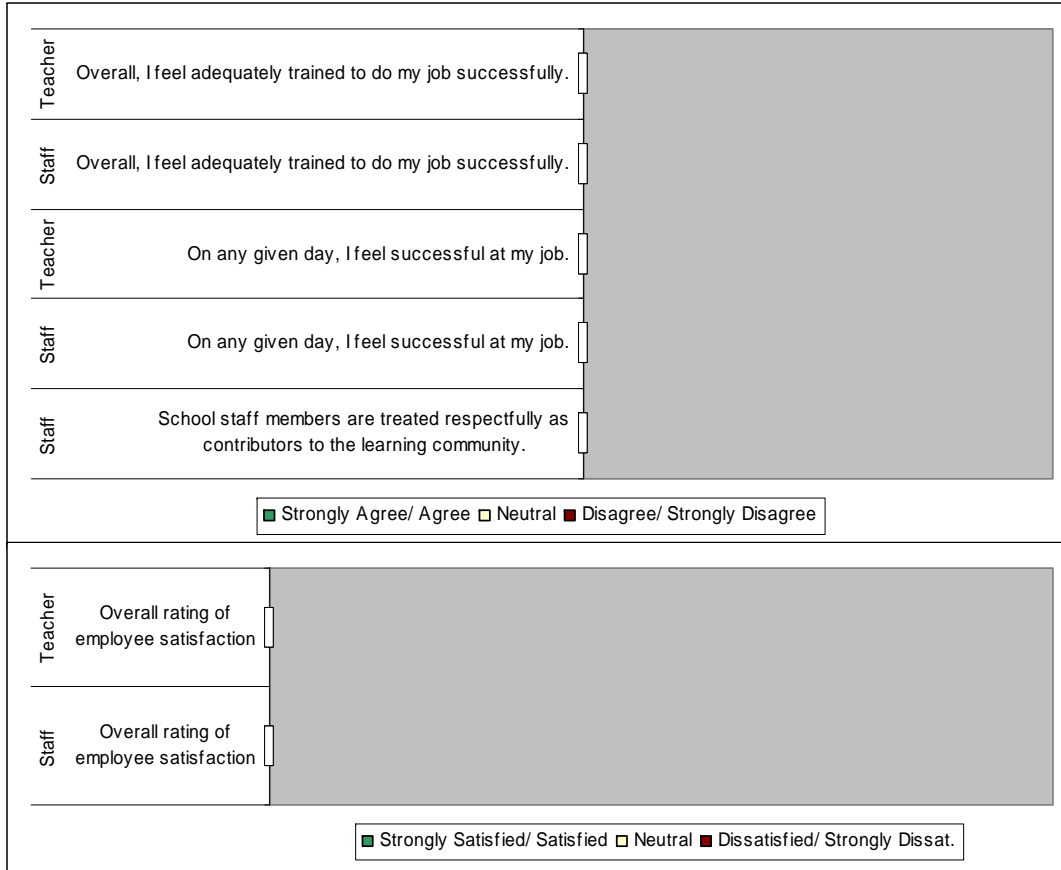 Teacher
Overall, I feel adequately trained to do my job successfully.
Staff
Overall, I feel adequately trained to do my job successfully.
Teacher
On any given day, I feel successful at my job.
Staff
On any given day, I feel successful at my job.
Staff
School staff members are treated respectfully as
contributors to the learning community.
Strongly Agree/ Agree Neutral Disagree/ Strongly Disagree
Teacher
Overall rating of
employee satisfaction
Staff
Overall rating of
employee satisfaction
Strongly Satisfied/ Satisfied Neutral Dissatisfied/ Strongly Dissat.